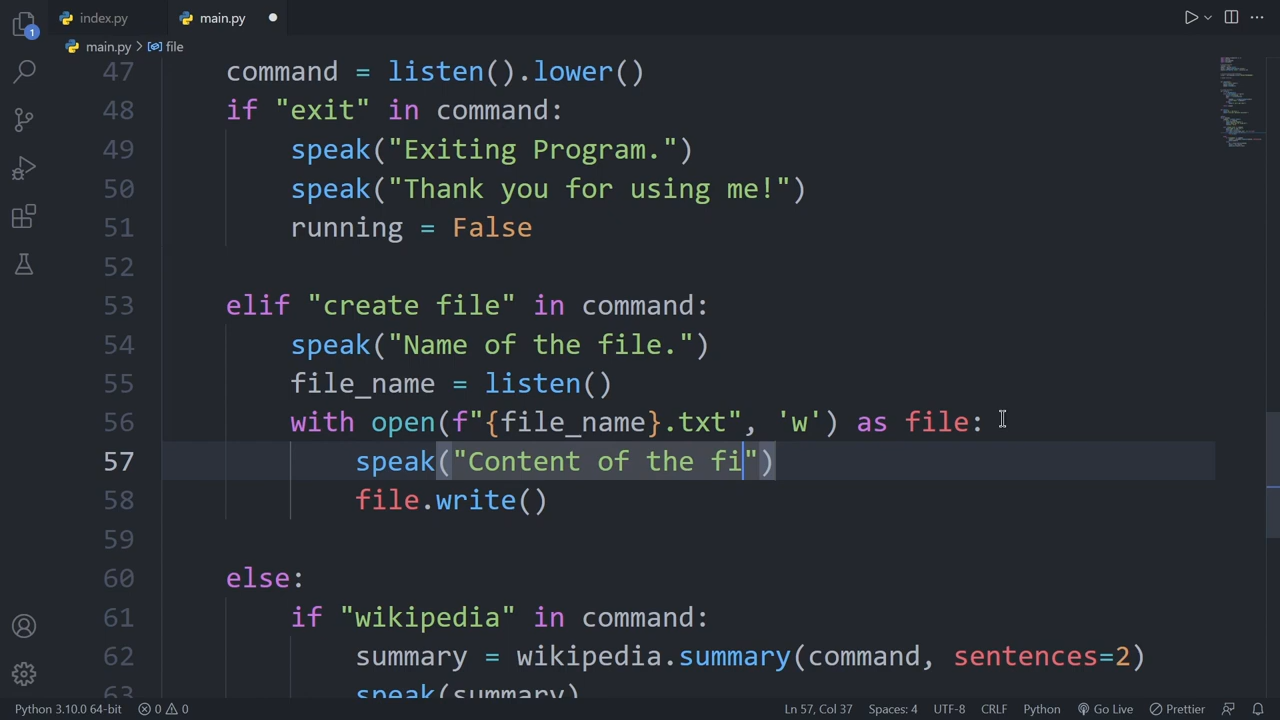 index.py
main.py
main.py > file
1
47 command = listen().lower()
48 if "exit" in command:
49 speak("Exiting Program.")
50 speak("Thank you for using me!")
51 running = False
52
53 elif "create file" in command:
54 speak("Name of the file.")
55 file_name = listen()
56 with open(f"{file_name}.txt", 'w') as file:
57 speak("Content of the fi")
58 file.write()
59
60 else:
61 if "wikipedia" in command:
62 summary = wikipedia.summary(command, sentences=2)
63 speak(summary)
Python 3.10.0 64-bit 0 0 Ln 57, Col 37 Spaces: 4 UTF-8 CRLF Python Go Live Prettier